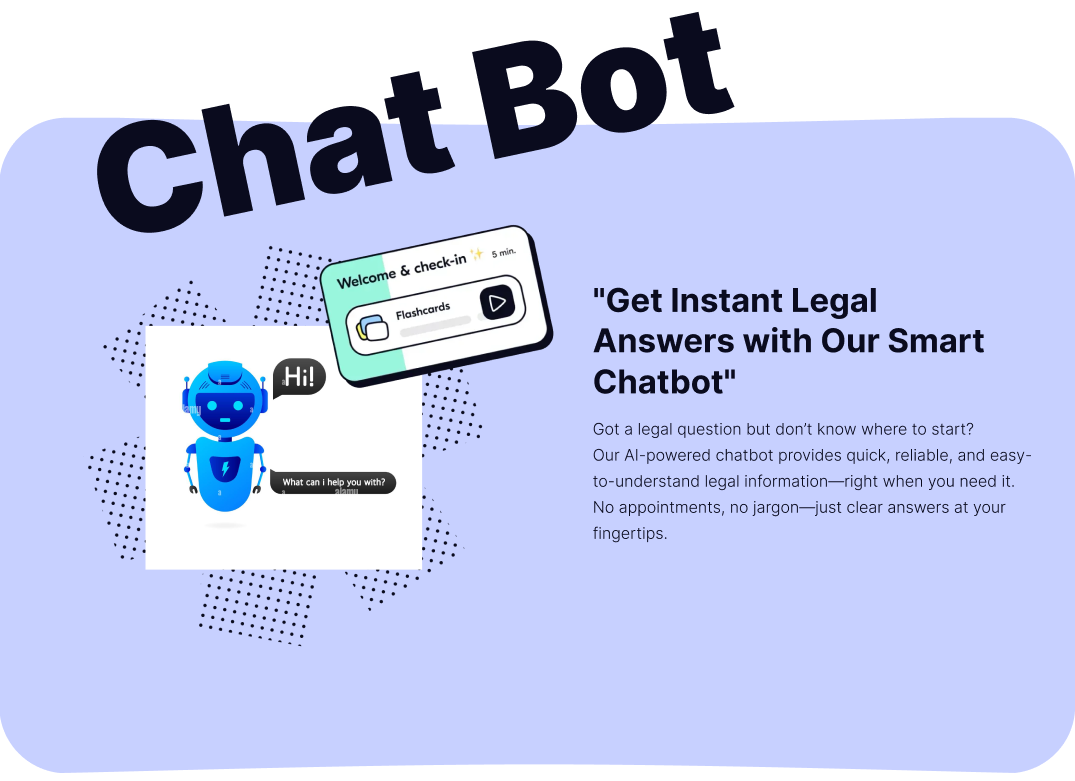 Chat Bot
Welcome & check-in ✨ 5 min.
Flashcards
Hi!
What can i help you with?
alamy
alamy
a
a
a
a
a
a
a
"Get Instant Legal
Answers with Our Smart
Chatbot"
Got a legal question but don’t know where to start?
Our AI-powered chatbot provides quick, reliable, and easy-
to-understand legal information—right when you need it.
No appointments, no jargon—just clear answers at your
fingertips.